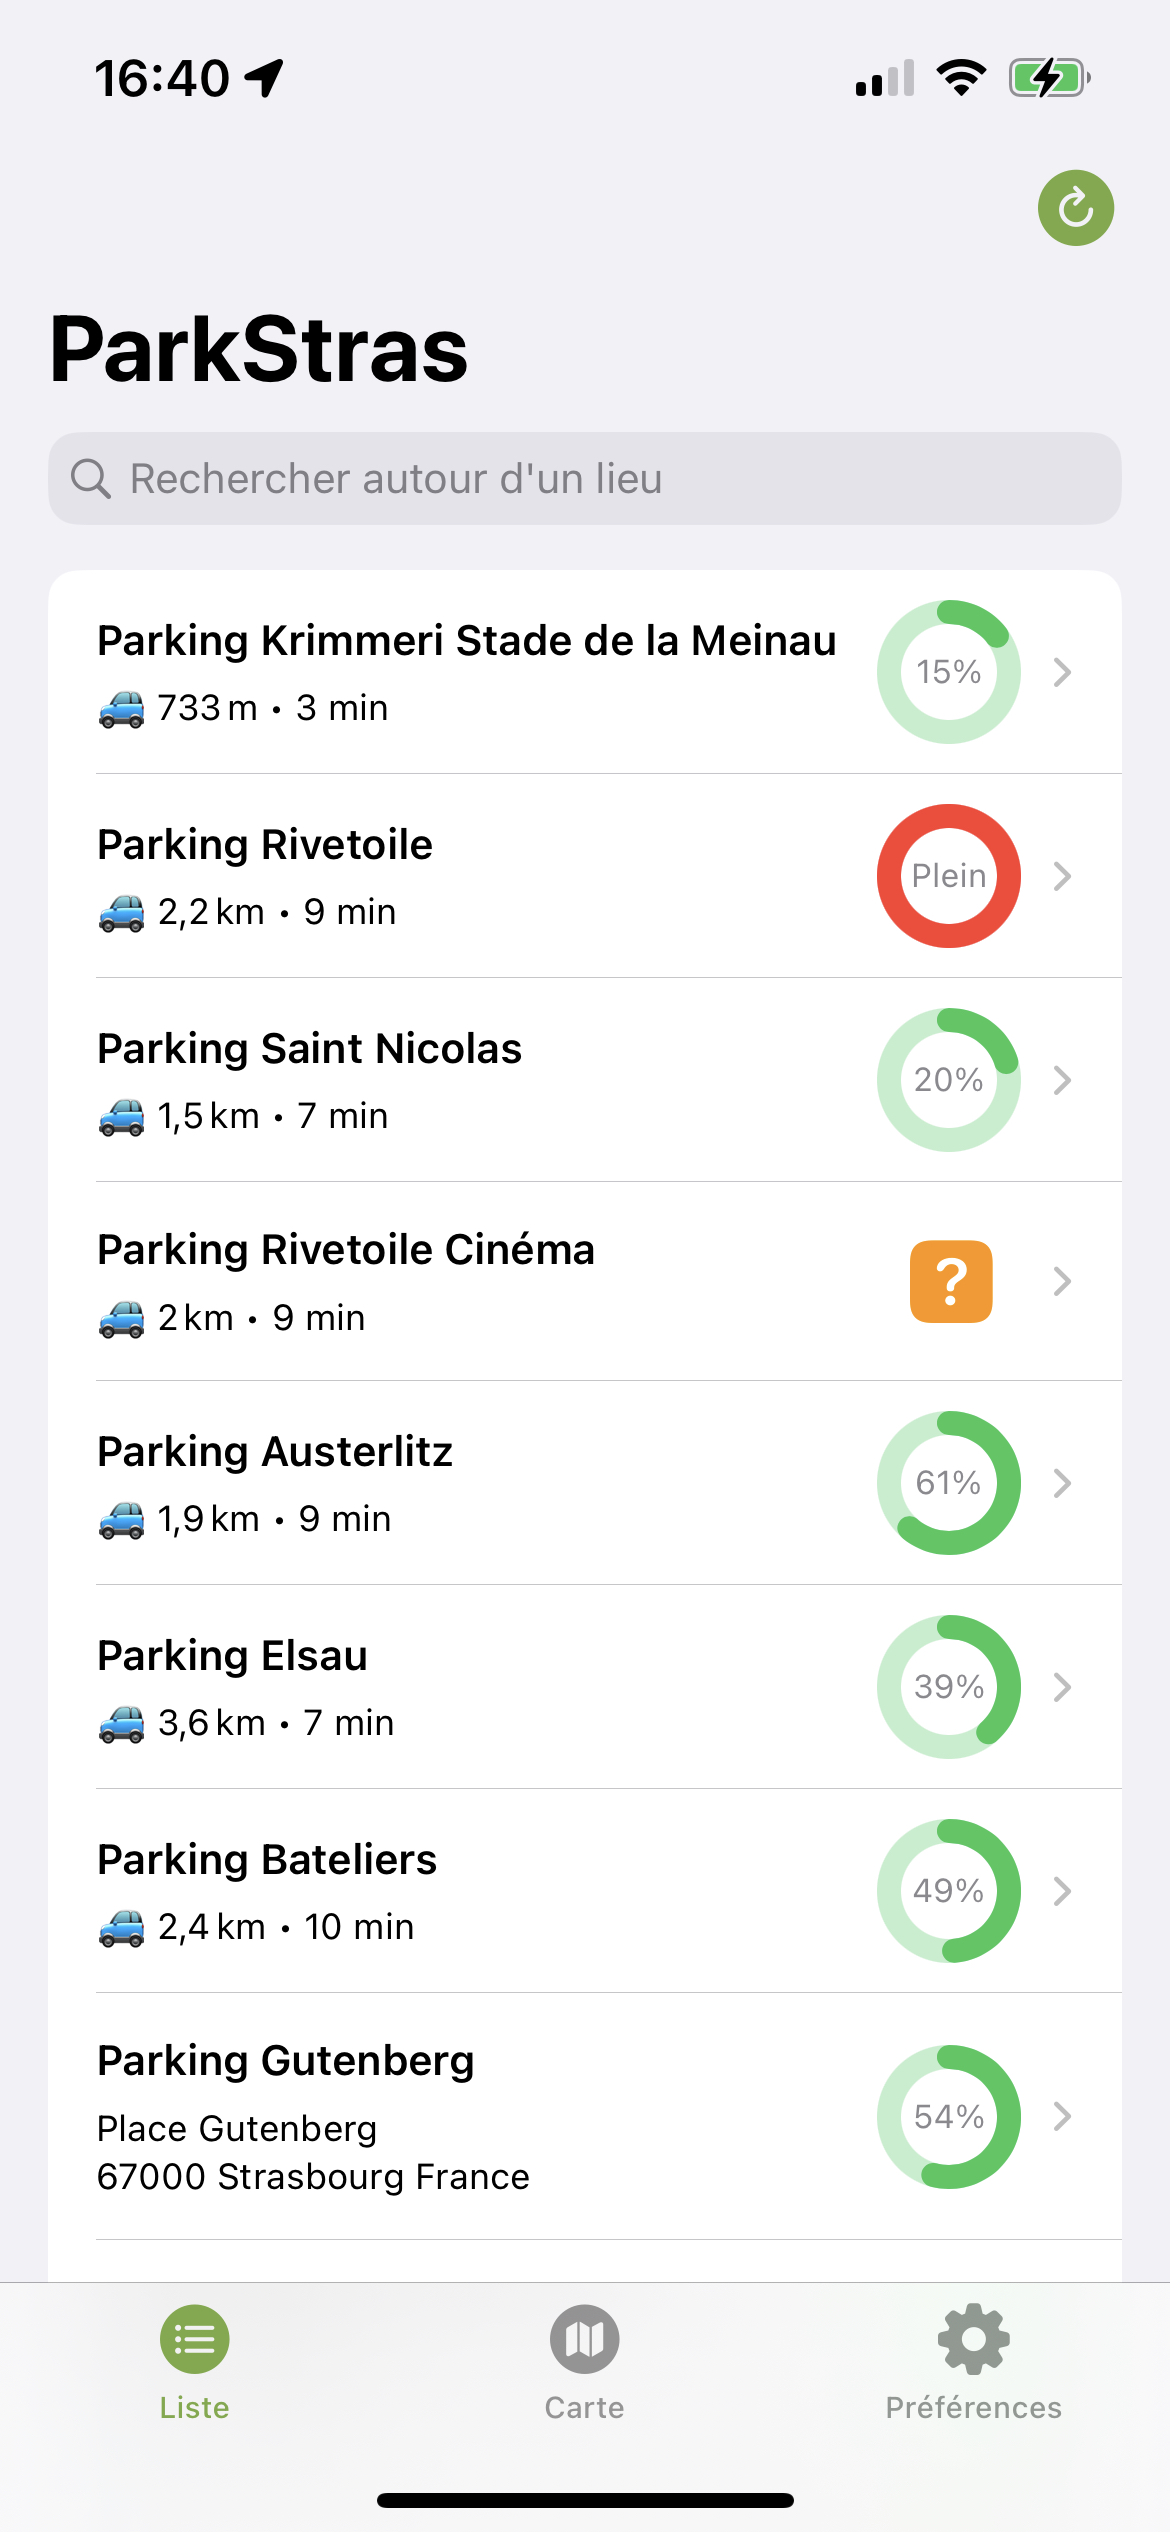 16:40
ParkStras
Rechercher autour d'un lieu
Parking Krimmeri Stade de la Meinau
733 m • 3 min
15%
Parking Rivetoile
2,2 km • 9 min
Plein
Parking Saint Nicolas
1,5 km • 7 min
20%
Parking Rivetoile Cinéma
2 km • 9 min
?
Parking Austerlitz
1,9 km • 9 min
61%
Parking Elsau
3,6 km • 7 min
39%
Parking Bateliers
2,4 km • 10 min
49%
Parking Gutenberg
Place Gutenberg
67000 Strasbourg France
54%
Liste
Carte
Préférences